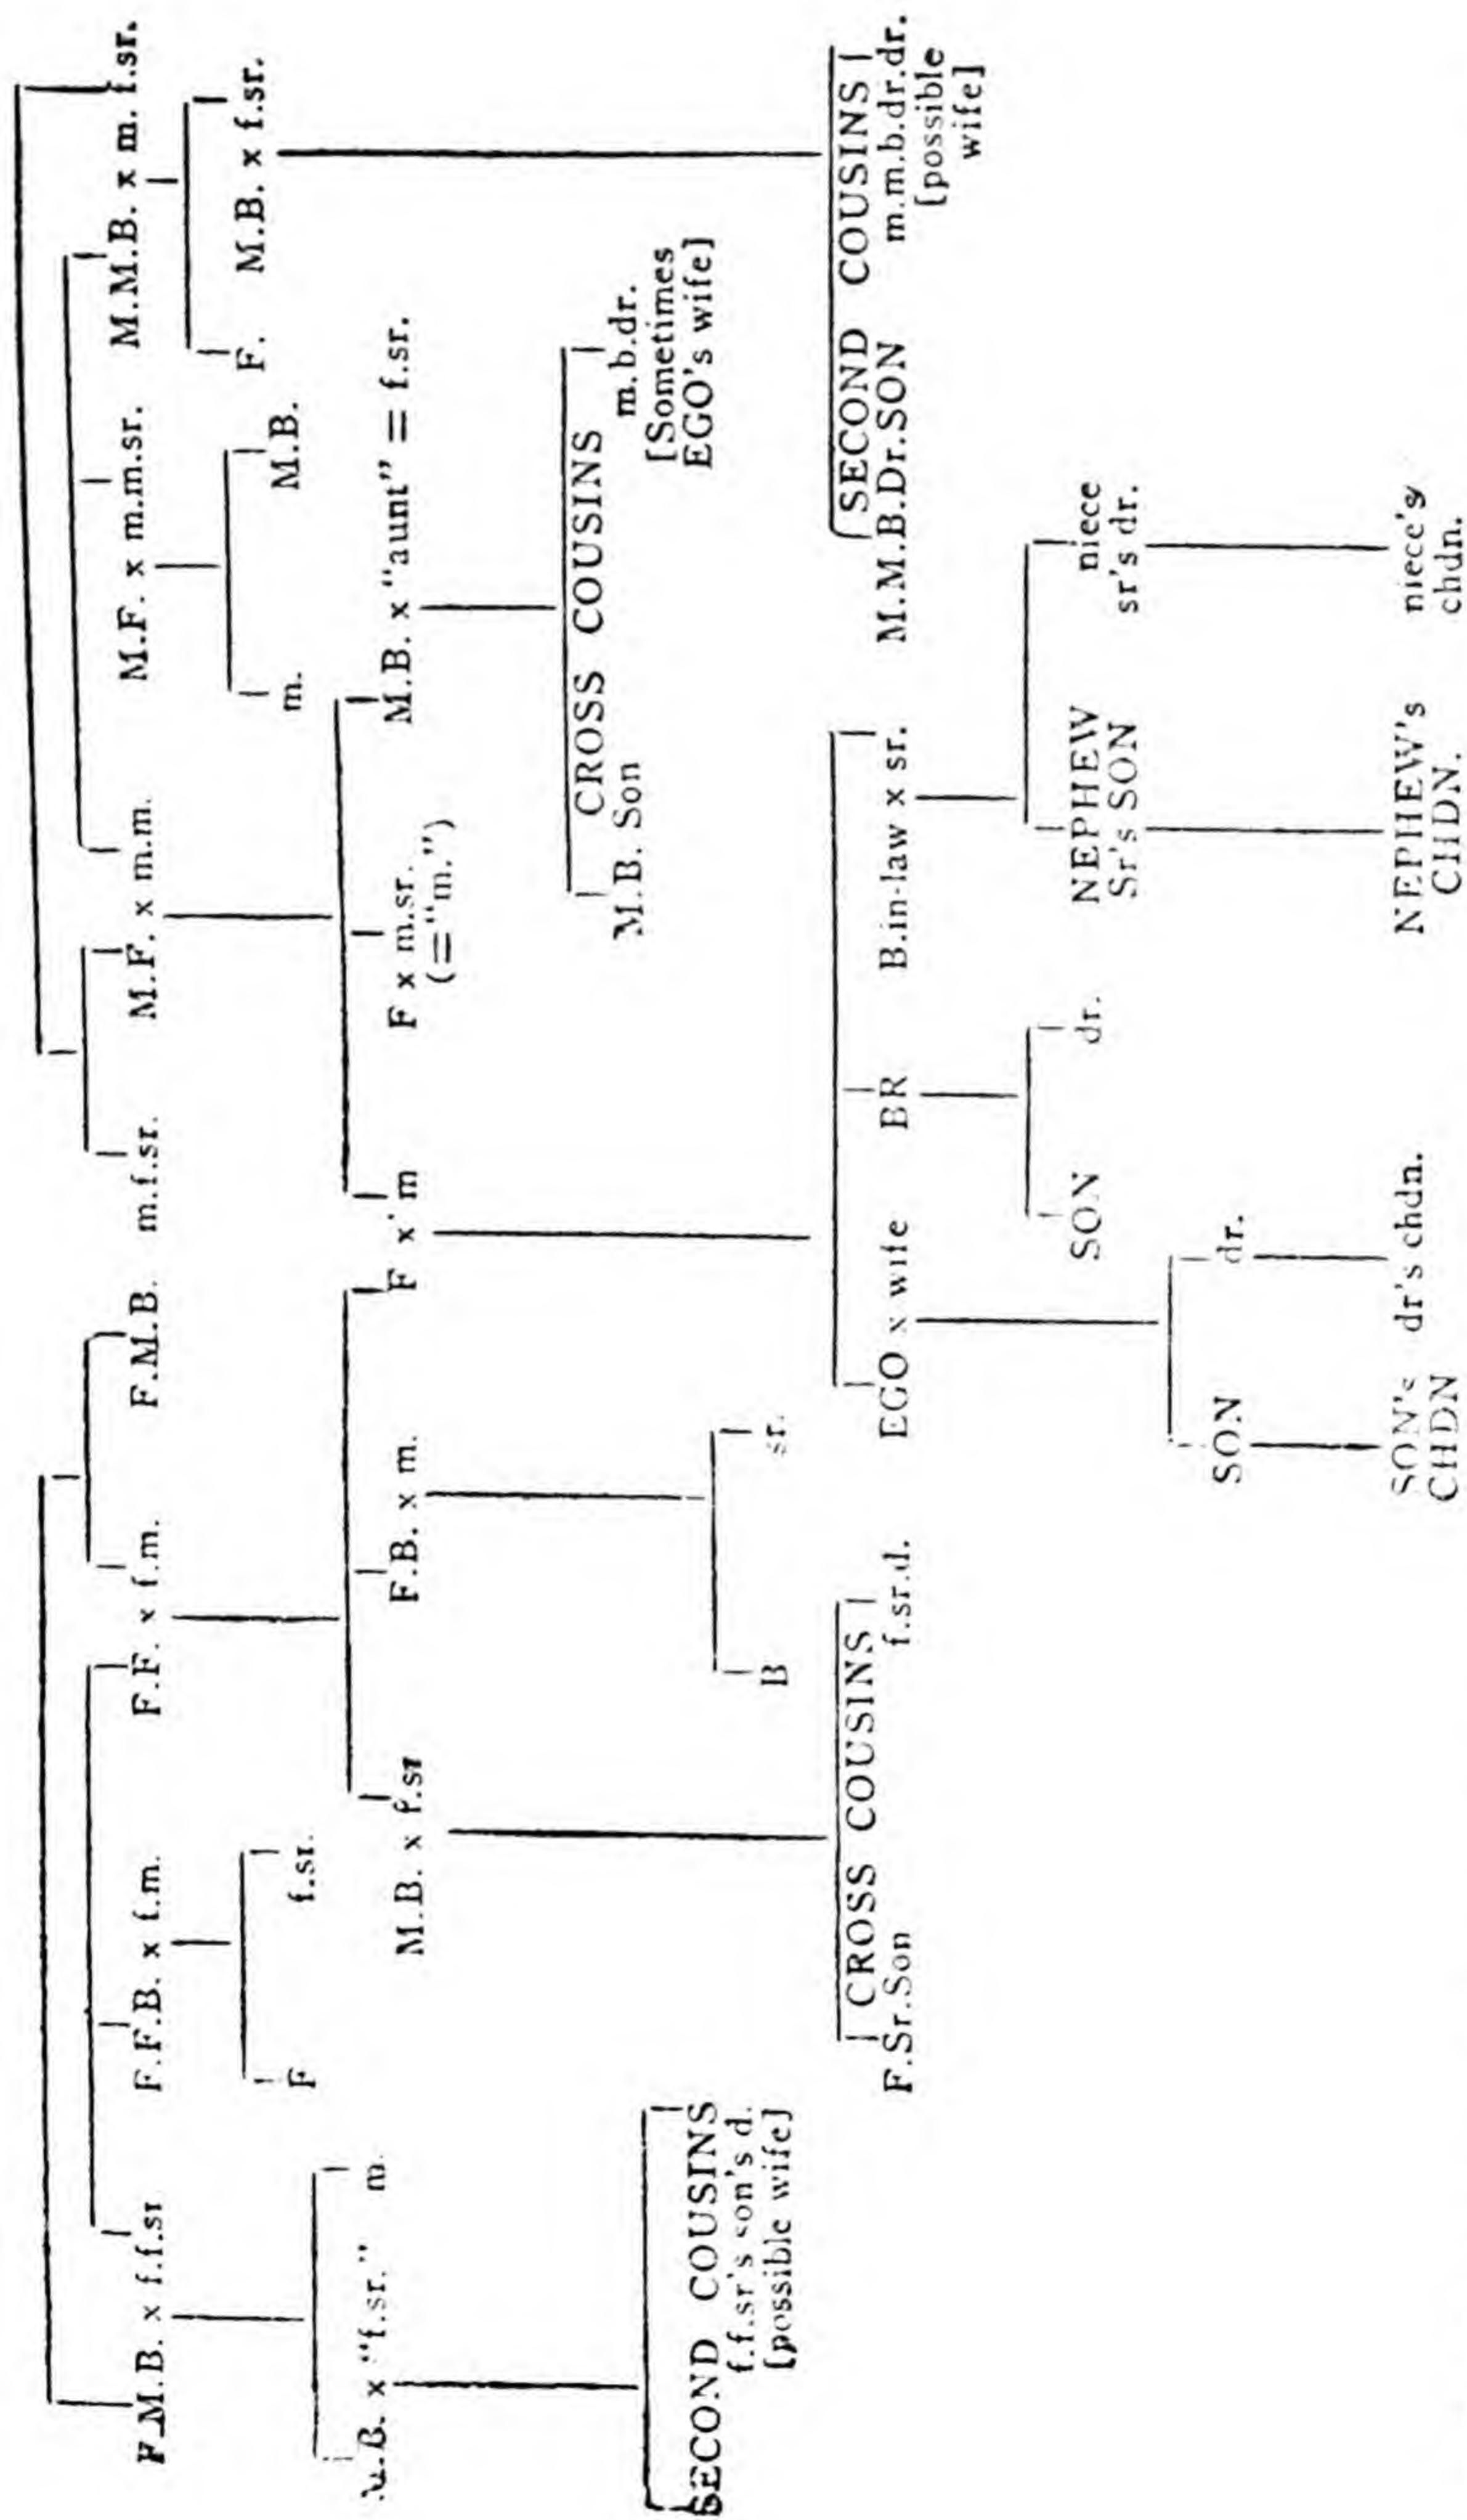 F.M.B. x f.f.sr
F.F.B. x f.m.
F.F. x f.m.
F.M.B.
m.f.sr.
M.F. x m.m.
M.F. x m.m.sr.
M.M.B. x m. f.sr.
F
f.sr.
m.
M.B.
F.
M.B. x f.sr.
x "f.sr."
m.
M.B. x f.sr
F.B. x m.
F x m
F x m.sr.
(="m.")
M.B. x "aunt" = f.sr.
CROSS COUSINS
M.B. Son
m.b.dr.
[Sometimes
EGO's wife]
SECOND COUSINS
f.f.sr's son's d.
[possible wife]
B
sr.
CROSS COUSINS
F.Sr.Son
f.sr.d.
EGO x wife
BR
B.in-law x sr.
SECOND COUSINS
M.M.B.Dr.SON
m.m.b.dr.dr.
[possible
wife]
SON
dr.
NEPHEW
Sr's SON
niece
sr's dr.
SON
dr.
SON's
CHDN
dr's chdn.
NEPHEW's
CHDN.
niece's
chdn.